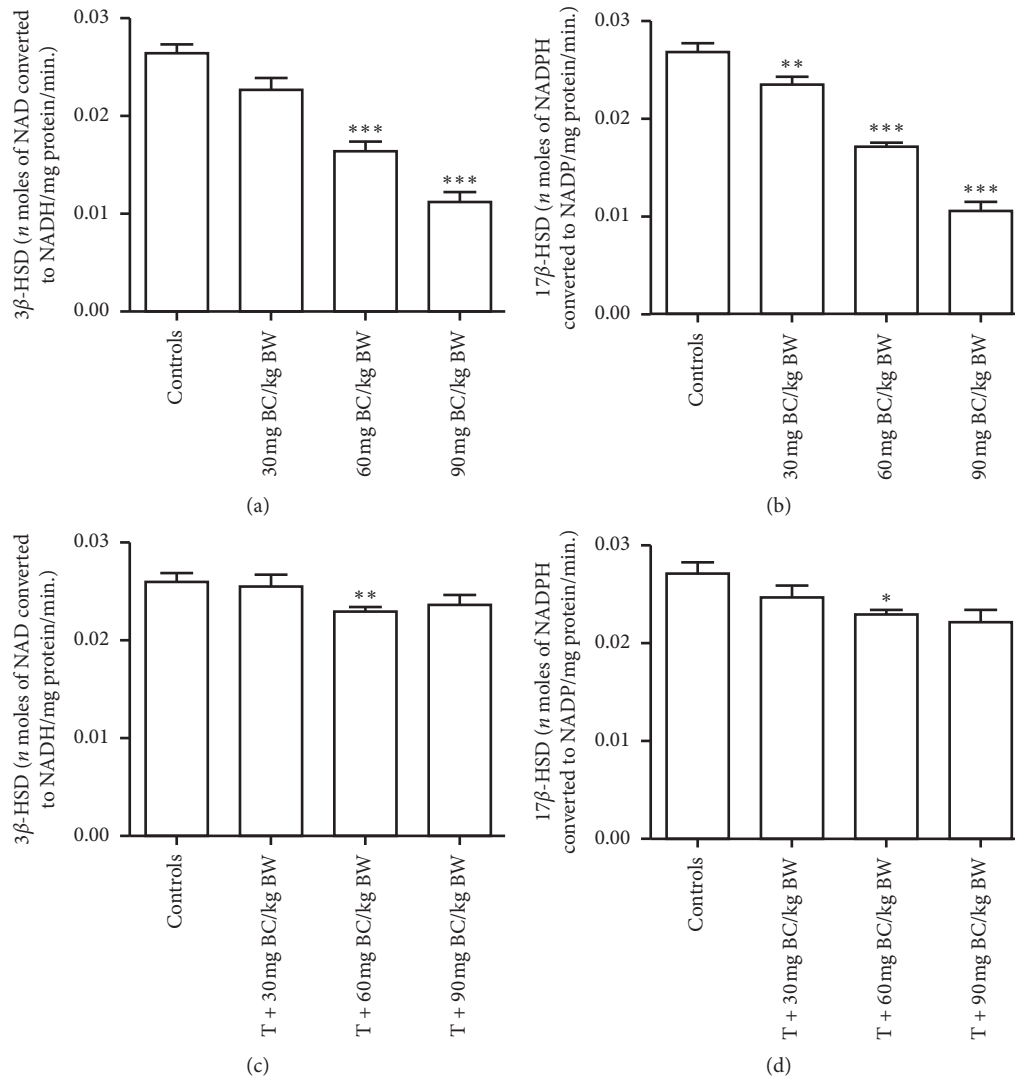 3β-HSD (n moles of NAD converted
to NADH/mg protein/min.)
0.03
0.02
0.01
0.00
***
***
Controls
30 mg BC/kg BW
60 mg BC/kg BW
90 mg BC/kg BW
(a)
17β-HSD (n moles of NADPH
converted to NADP/mg protein/min.)
0.03
0.02
0.01
0.00
**
***
***
Controls
30 mg BC/kg BW
60 mg BC/kg BW
90 mg BC/kg BW
(b)
3β-HSD (n moles of NAD converted
to NADH/mg protein/min.)
0.03
0.02
0.01
0.00
**
Controls
T + 30 mg BC/kg BW
T + 60 mg BC/kg BW
T + 90 mg BC/kg BW
(c)
17β-HSD (n moles of NADPH
converted to NADP/mg protein/min.)
0.03
0.02
0.01
0.00
*
Controls
T + 30 mg BC/kg BW
T + 60 mg BC/kg BW
T + 90 mg BC/kg BW
(d)